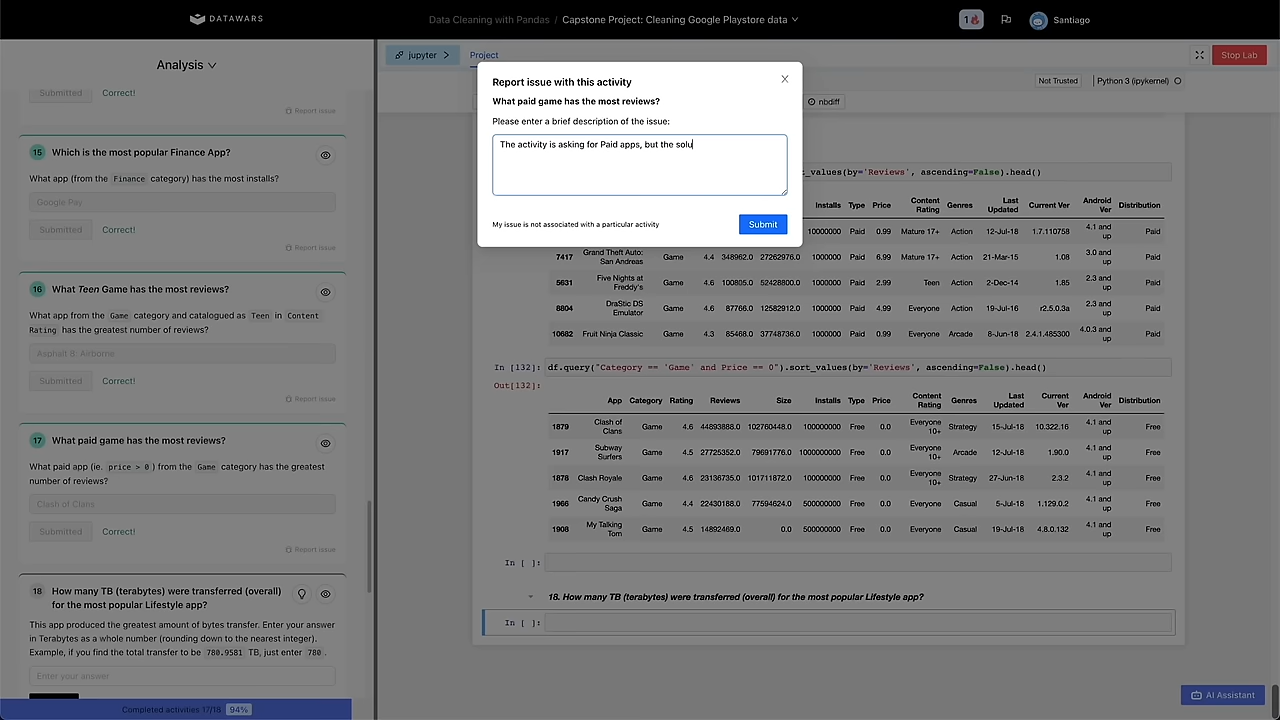 DATAWARS
Data Cleaning with Pandas / Capstone Project: Cleaning Google Playstore data
1
Santiago
Analysis
Submitted
Correct!
Report issue
15 Which is the most popular Finance App?
What app (from the Finance category) has the most installs?
Google Pay
Submitted
Correct!
Report issue
16 What Teen Game has the most reviews?
What app from the Game category and catalogued as Teen in Content
Rating has the greatest number of reviews?
Asphalt 8: Airborne
Submitted
Correct!
Report issue
17 What paid game has the most reviews?
What paid app (ie. price > 0 ) from the Game category has the greatest
number of reviews?
Clash of Clans
Submitted
Correct!
Report issue
18 How many TB (terabytes) were transferred (overall)
for the most popular Lifestyle app?
This app produced the greatest amount of bytes transfer. Enter your answer
in Terabytes as a whole number (rounding down to the nearest integer).
Example, if you find the total transfer to be 780.9581 TB, just enter 780 .
Enter your answer
Completed activities 17/18 94%
jupyter
Project
Stop Lab
Not Trusted
Python 3 (ipykernel)
nbdiff
Report issue with this activity
What paid game has the most reviews?
Please enter a brief description of the issue:
The activity is asking for Paid apps, but the solu
My issue is not associated with a particular activity
Submit
rt_values(by='Reviews', ascending=False).head()
Installs Type Price Content Rating Genres Last Updated Current Ver Android Ver Distribution
10000000 Paid 0.99 Mature 17+ Action 12-Jul-18 1.7.110758 4.1 and up Paid
7417 Grand Theft Auto: San Andreas Game 4.4 348962.0 27262976.0 1000000 Paid 6.99 Mature 17+ Action 21-Mar-15 1.08 3.0 and up Paid
5631 Five Nights at Freddy's Game 4.6 100805.0 52428800.0 1000000 Paid 2.99 Teen Action 2-Dec-14 1.85 2.3 and up Paid
8804 DraStic DS Emulator Game 4.6 87766.0 12582912.0 1000000 Paid 4.99 Everyone Action 19-Jul-16 r2.5.0.3a 2.3 and up Paid
10682 Fruit Ninja Classic Game 4.3 85468.0 37748736.0 1000000 Paid 0.99 Everyone Arcade 8-Jun-18 2.4.1.485300 4.0.3 and up Paid
In [132]: df.query("Category == 'Game' and Price == 0").sort_values(by='Reviews', ascending=False).head()
Out[132]:
App Category Rating Reviews Size Installs Type Price Content Rating Genres Last Updated Current Ver Android Ver Distribution
1879 Clash of Clans Game 4.6 44893888.0 102760448.0 100000000 Free 0.0 Everyone 10+ Strategy 15-Jul-18 10.322.16 4.1 and up Free
1917 Subway Surfers Game 4.5 27725352.0 79691776.0 1000000000 Free 0.0 Everyone 10+ Arcade 12-Jul-18 1.90.0 4.1 and up Free
1878 Clash Royale Game 4.6 23136735.0 101711872.0 100000000 Free 0.0 Everyone 10+ Strategy 27-Jun-18 2.3.2 4.1 and up Free
1966 Candy Crush Saga Game 4.4 22430188.0 77594624.0 500000000 Free 0.0 Everyone Casual 5-Jul-18 1.129.0.2 4.1 and up Free
1908 My Talking Tom Game 4.5 14892469.0 0.0 500000000 Free 0.0 Everyone Casual 19-Jul-18 4.8.0.132 4.1 and up Free
In [ ]:
18. How many TB (terabytes) were transferred (overall) for the most popular Lifestyle app?
In [ ]:
AI Assistant